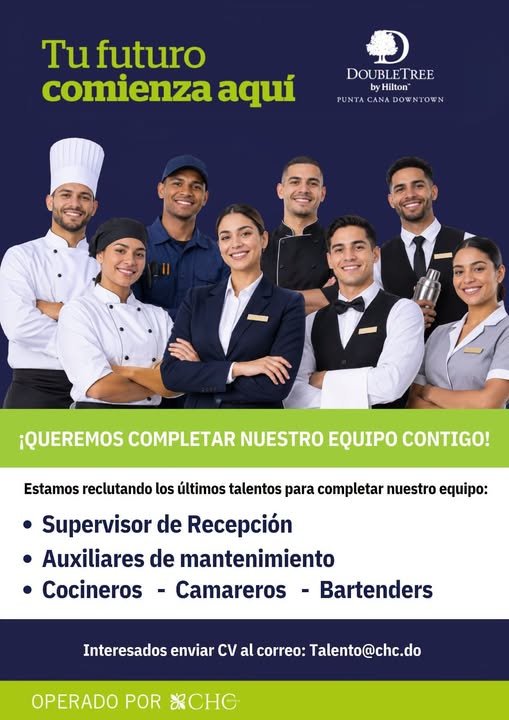 Tu futuro
comienza aquí
DOUBLETREE
by Hilton™
PUNTA CANA DOWNTOWN
¡QUEREMOS COMPLETAR NUESTRO EQUIPO CONTIGO!
Estamos reclutando los últimos talentos para completar nuestro equipo:
• Supervisor de Recepción
• Auxiliares de mantenimiento
• Cocineros - Camareros - Bartenders
Interesados enviar CV al correo: Talento@chc.do
OPERADO POR CHC